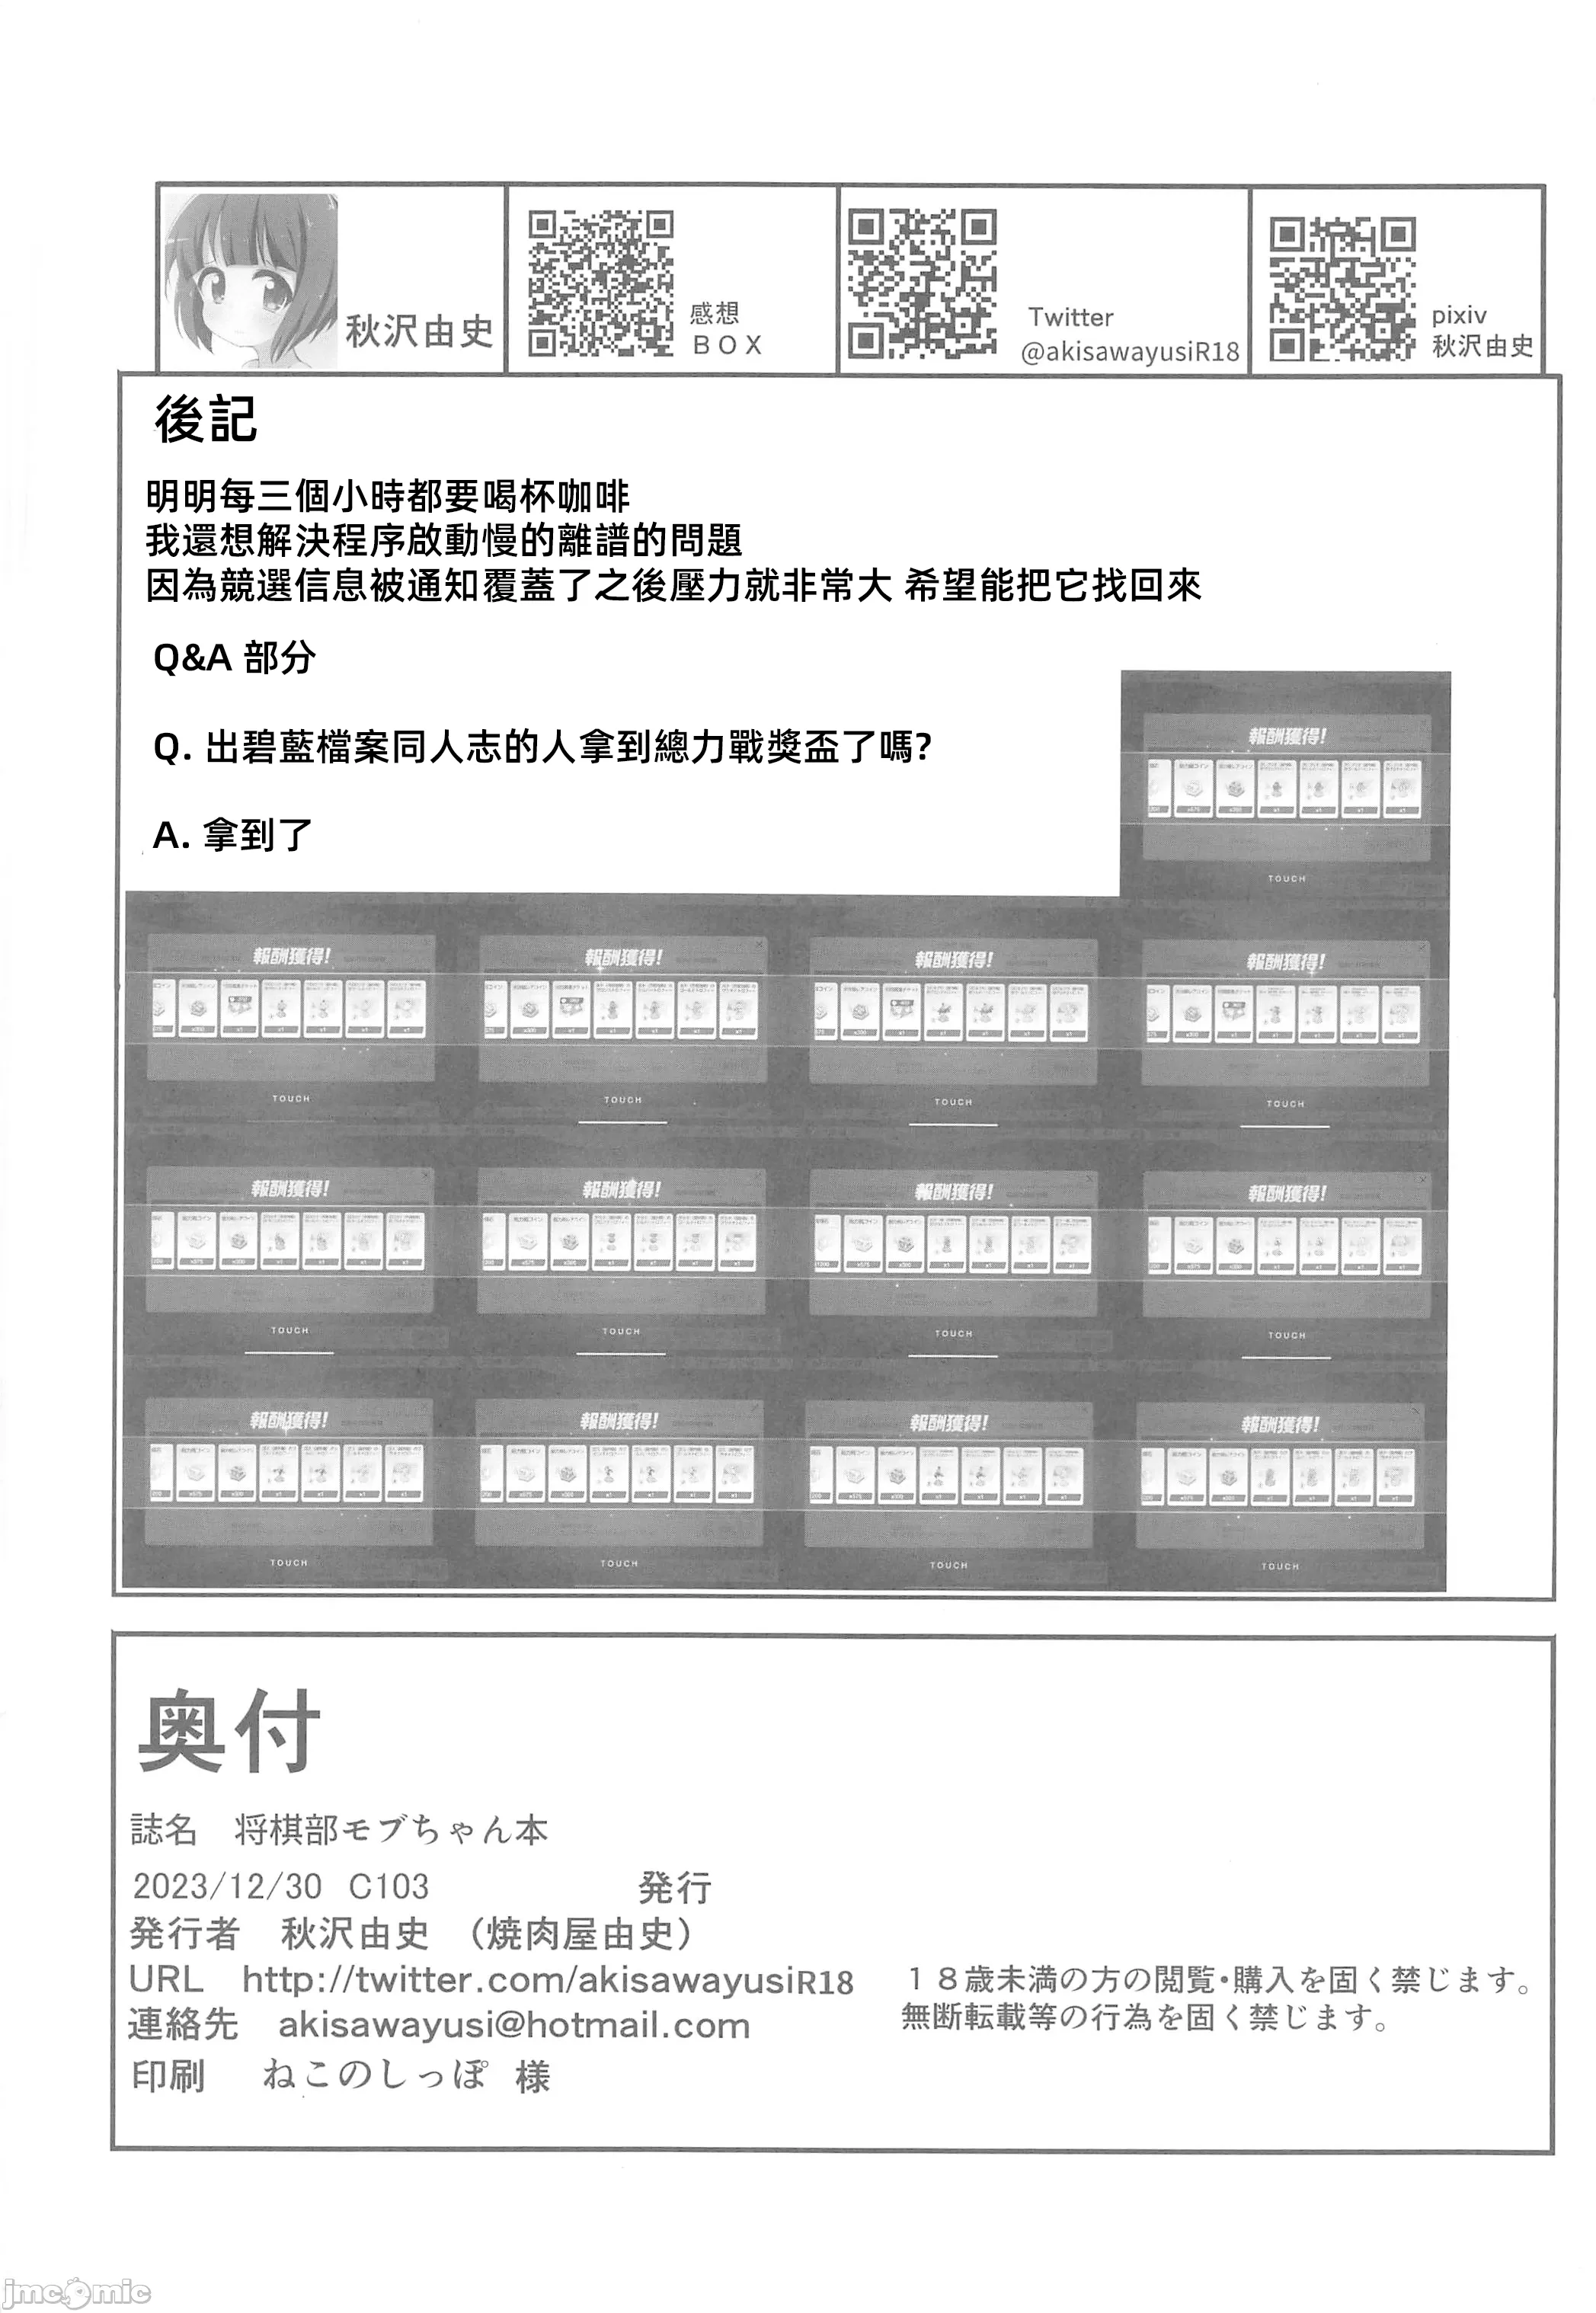 秋沢由史
感想
ＢＯＸ
Twitter
@akisawayusiR18
pixiv
秋沢由史
後記
明明每三個小時都要喝杯咖啡
我還想解決程序啟動慢的離譜的問題
因為競選信息被通知覆蓋了之後壓力就非常大 希望能把它找回來
Q&A 部分
Q. 出碧藍檔案同人志的人拿到總力戰獎盃了嗎?
A. 拿到了
報酬獲得!
TOUCH
報酬獲得!
報酬獲得!
報酬獲得!
報酬獲得!
TOUCH
TOUCH
TOUCH
TOUCH
報酬獲得!
報酬獲得!
報酬獲得!
報酬獲得!
TOUCH
TOUCH
TOUCH
TOUCH
報酬獲得!
報酬獲得!
報酬獲得!
報酬獲得!
TOUCH
TOUCH
TOUCH
TOUCH
奥付
誌名　将棋部モブちゃん本
2023/12/30 C103 発行
発行者　秋沢由史　（焼肉屋由史）
URL http://twitter.com/akisawayusiR18
連絡先 akisawayusi@hotmail.com
印刷　ねこのしっぽ 様
１８歳未満の方の閲覧・購入を固く禁じます。
無断転載等の行為を固く禁じます。
jmcomic